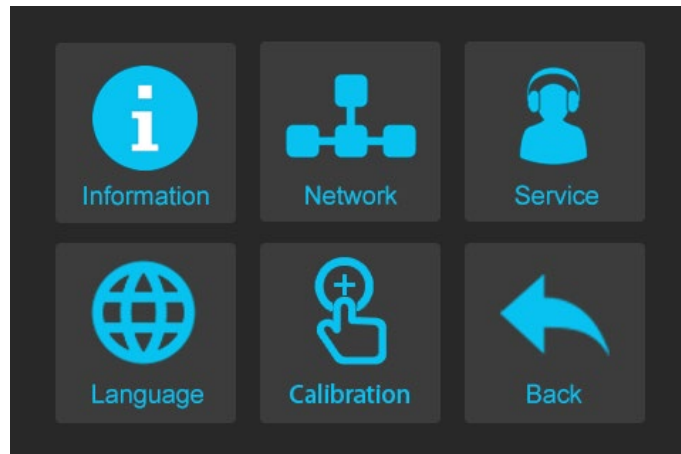 Information
Network
Service
Language
Calibration
Back